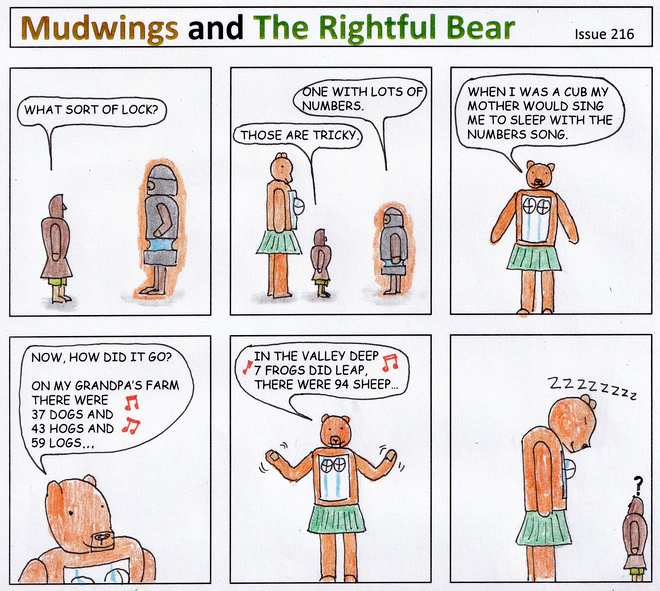 Mudwings and The Rightful Bear
Issue 216
WHAT SORT OF LOCK?
ONE WITH LOTS OF
NUMBERS.
THOSE ARE TRICKY.
WHEN I WAS A CUB MY
MOTHER WOULD SING
ME TO SLEEP WITH THE
NUMBERS SONG.
NOW, HOW DID IT GO?
ON MY GRANDPA'S FARM
THERE WERE
37 DOGS AND
43 HOGS AND
59 LOGS...
IN THE VALLEY DEEP
7 FROGS DID LEAP,
THERE WERE 94 SHEEP...
ZZZZZZZZ
?